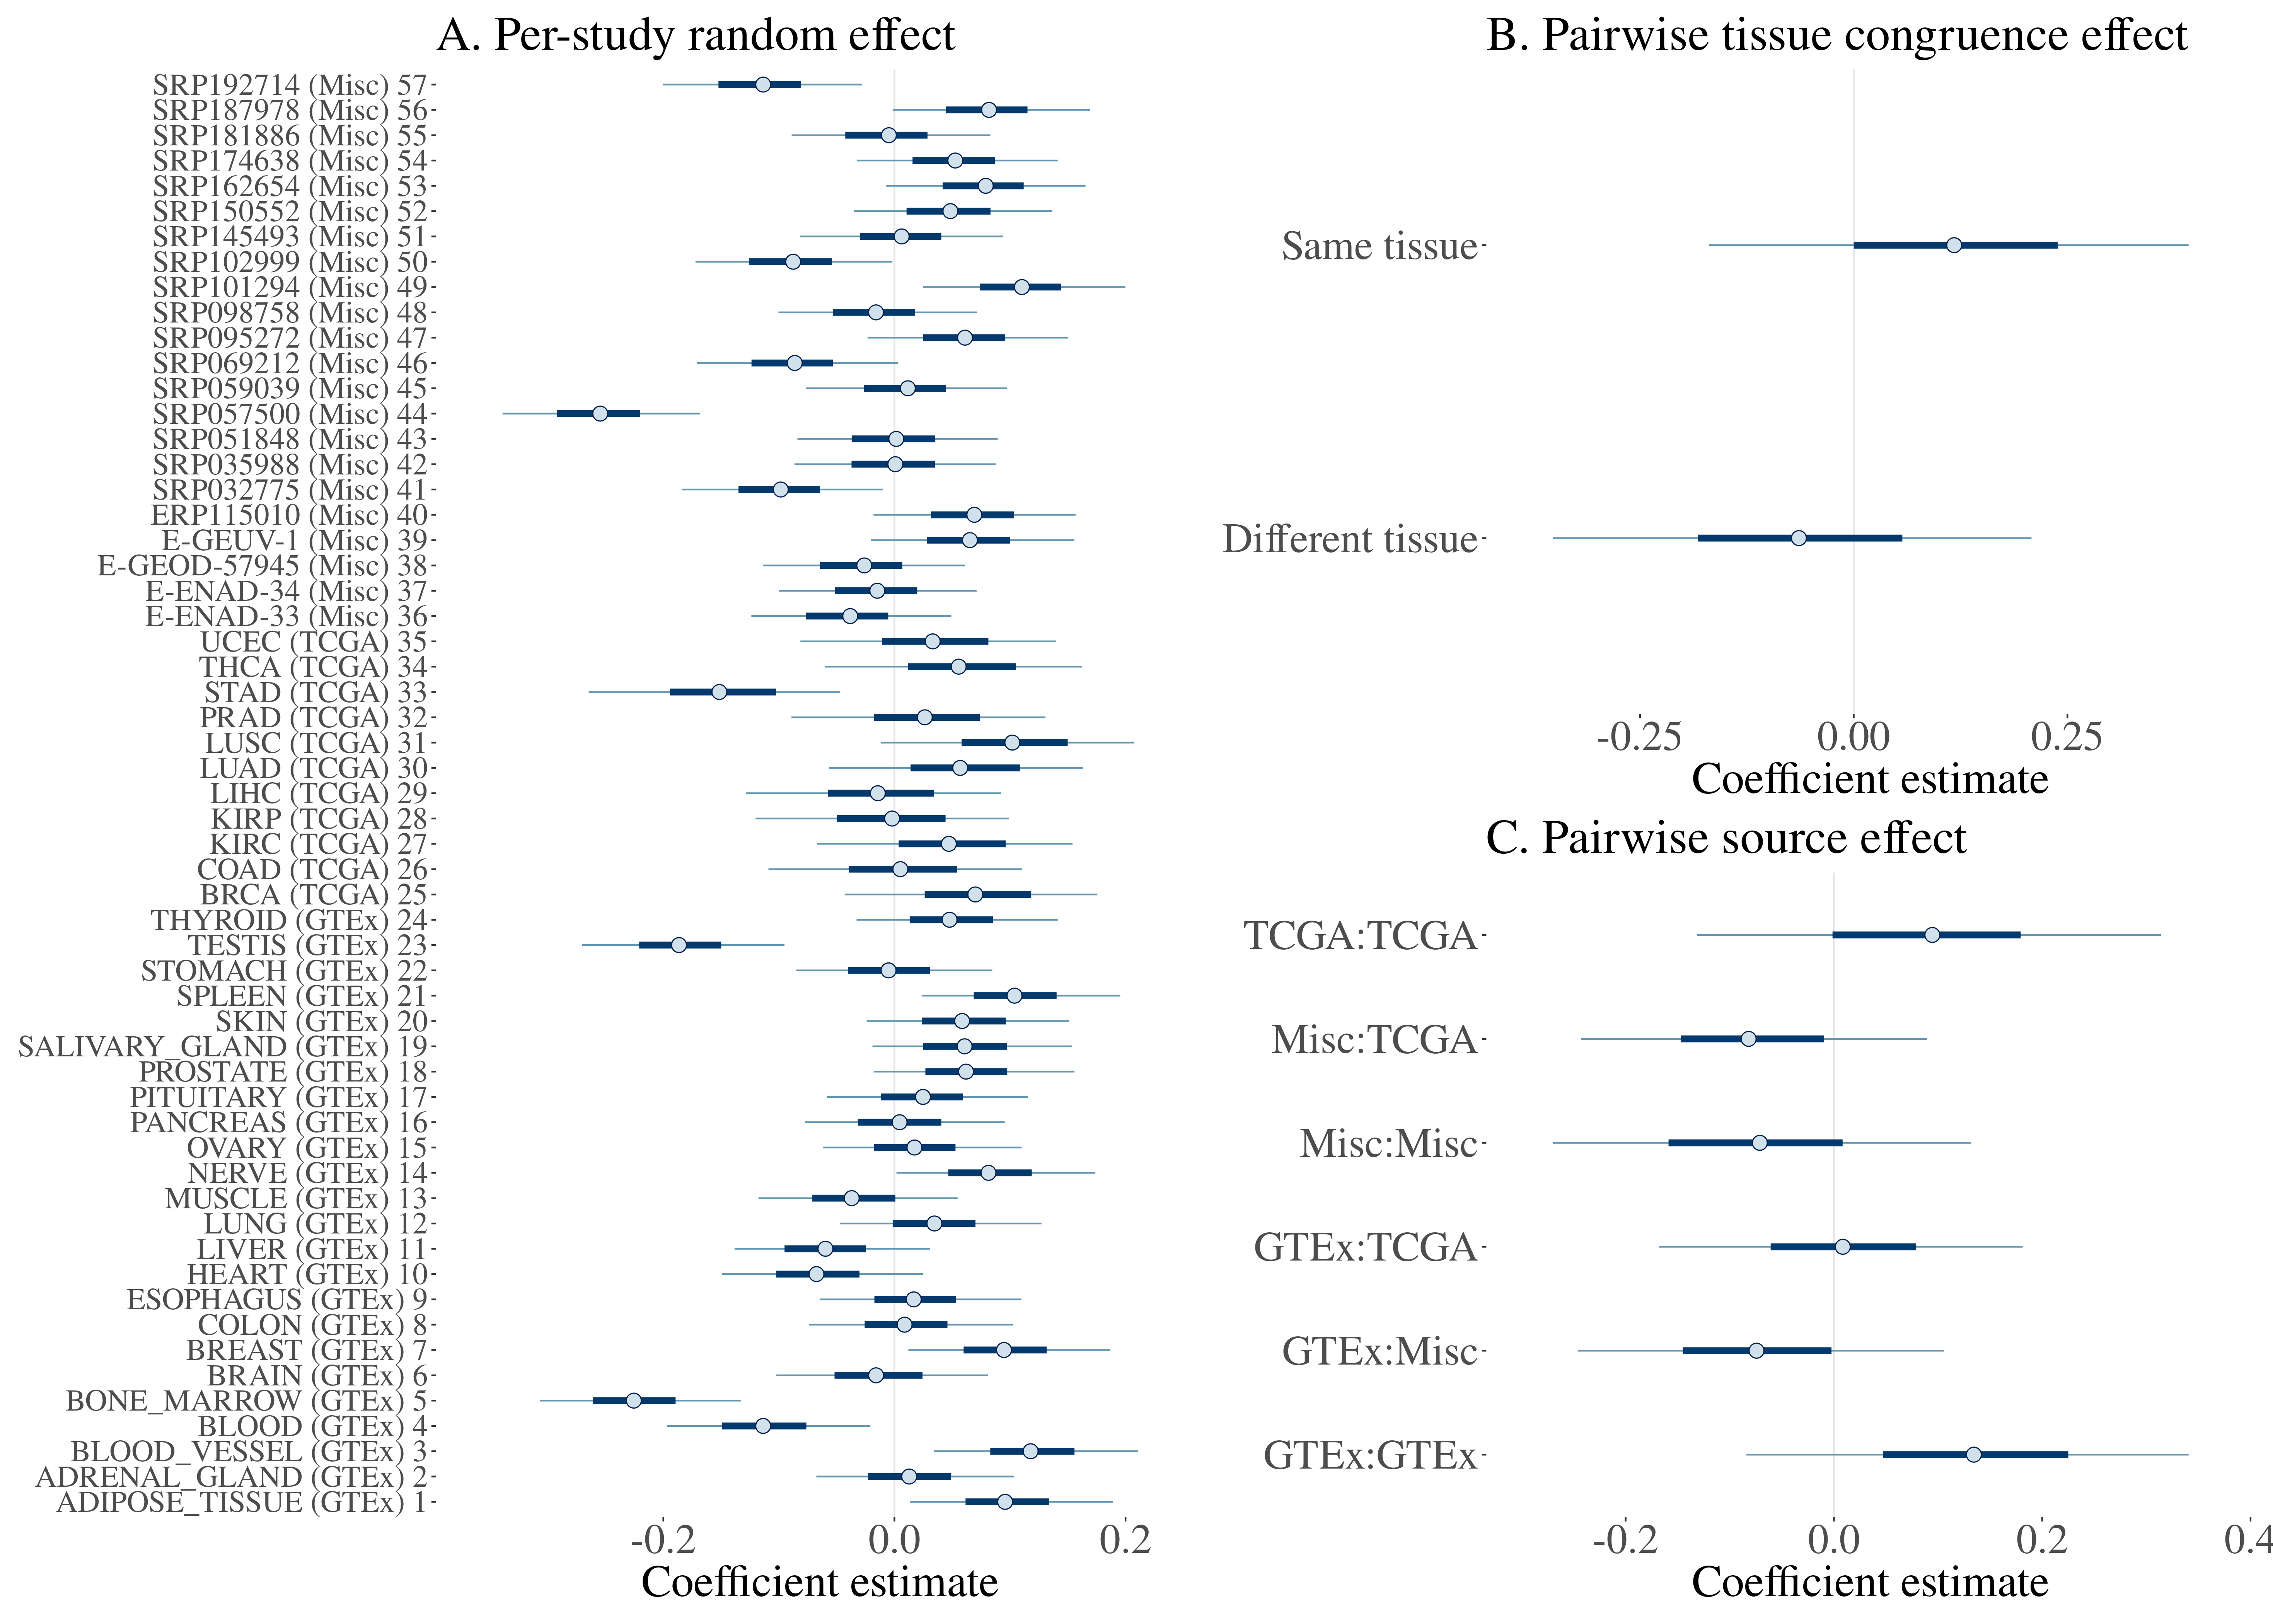 A. Per-study random effect
SRP192714 (Misc) 57
SRP187978 (Misc) 56
SRP181886 (Misc) 55
SRP174638 (Misc) 54
SRP162654 (Misc) 53
SRP150552 (Misc) 52
SRP145493 (Misc) 51
SRP102999 (Misc) 50
SRP101294 (Misc) 49
SRP098758 (Misc) 48
SRP095272 (Misc) 47
SRP069212 (Misc) 46
SRP059039 (Misc) 45
SRP057500 (Misc) 44
SRP051848 (Misc) 43
SRP035988 (Misc) 42
SRP032775 (Misc) 41
ERP115010 (Misc) 40
E-GEUV-1 (Misc) 39
E-GEOD-57945 (Misc) 38
E-ENAD-34 (Misc) 37
E-ENAD-33 (Misc) 36
UCEC (TCGA) 35
THCA (TCGA) 34
STAD (TCGA) 33
PRAD (TCGA) 32
LUSC (TCGA) 31
LUAD (TCGA) 30
LIHC (TCGA) 29
KIRP (TCGA) 28
KIRC (TCGA) 27
COAD (TCGA) 26
BRCA (TCGA) 25
THYROID (GTEx) 24
TESTIS (GTEx) 23
STOMACH (GTEx) 22
SPLEEN (GTEx) 21
SKIN (GTEx) 20
SALIVARY_GLAND (GTEx) 19
PROSTATE (GTEx) 18
PITUITARY (GTEx) 17
PANCREAS (GTEx) 16
OVARY (GTEx) 15
NERVE (GTEx) 14
MUSCLE (GTEx) 13
LUNG (GTEx) 12
LIVER (GTEx) 11
HEART (GTEx) 10
ESOPHAGUS (GTEx) 9
COLON (GTEx) 8
BREAST (GTEx) 7
BRAIN (GTEx) 6
BONE_MARROW (GTEx) 5
BLOOD (GTEx) 4
BLOOD_VESSEL (GTEx) 3
ADRENAL_GLAND (GTEx) 2
ADIPOSE_TISSUE (GTEx) 1
-0.2 0.0 0.2
Coefficient estimate
B. Pairwise tissue congruence effect
Same tissue
Different tissue
-0.25 0.00 0.25
Coefficient estimate
C. Pairwise source effect
TCGA:TCGA
Misc:TCGA
Misc:Misc
GTEx:TCGA
GTEx:Misc
GTEx:GTEx
-0.2 0.0 0.2 0.4
Coefficient estimate